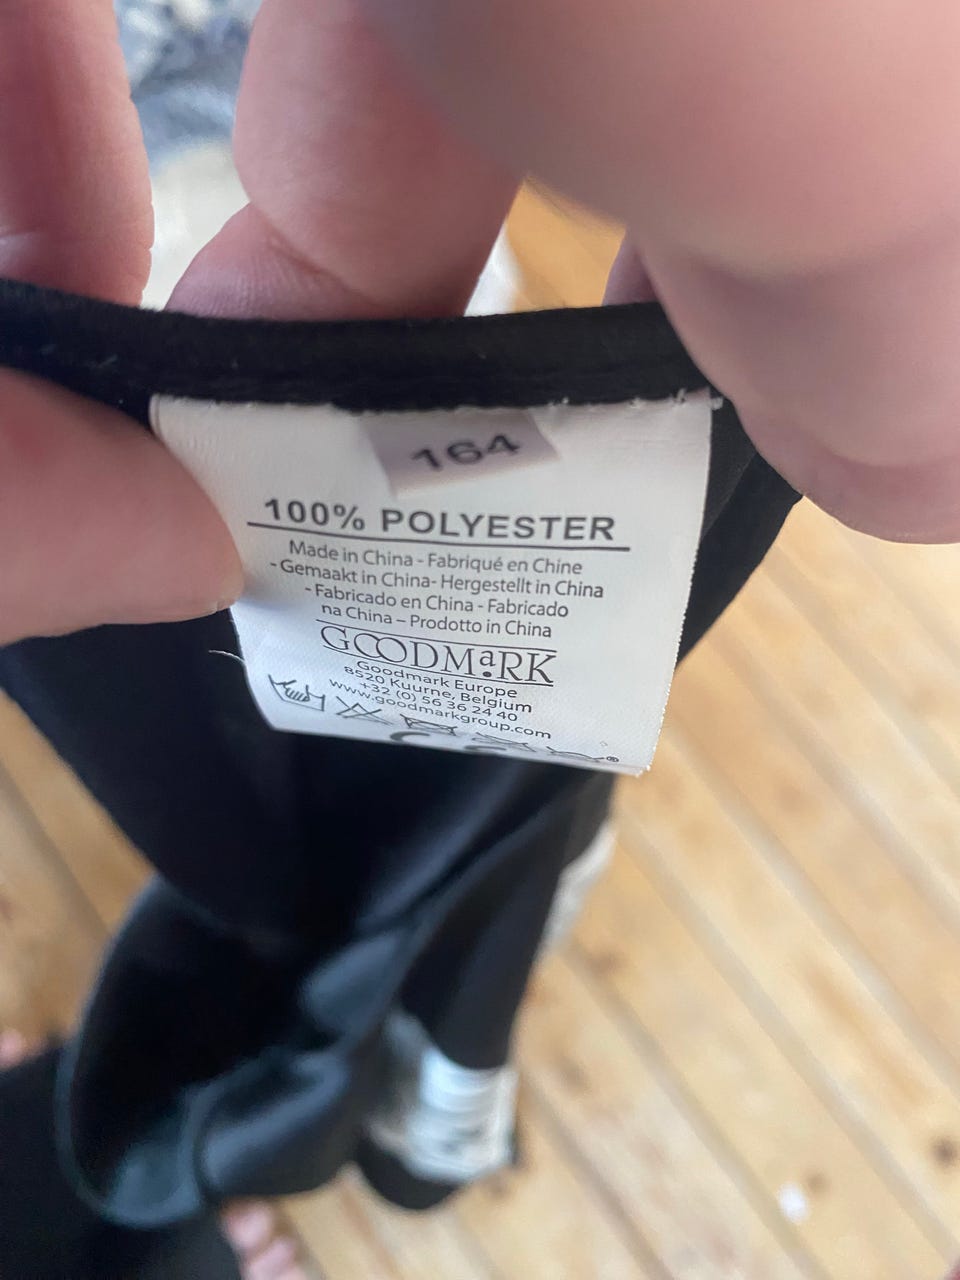 164
100% POLYESTER
Made in China - Fabriqué en Chine
- Gemaakt in China- Hergestellt in China
- Fabricado en China - Fabricado
na China – Prodotto in China
GOODMaRK
Goodmark Europe
8520 Kuurne, Belgium
+32 (0) 56 36 24 40
www.goodmarkgroup.com